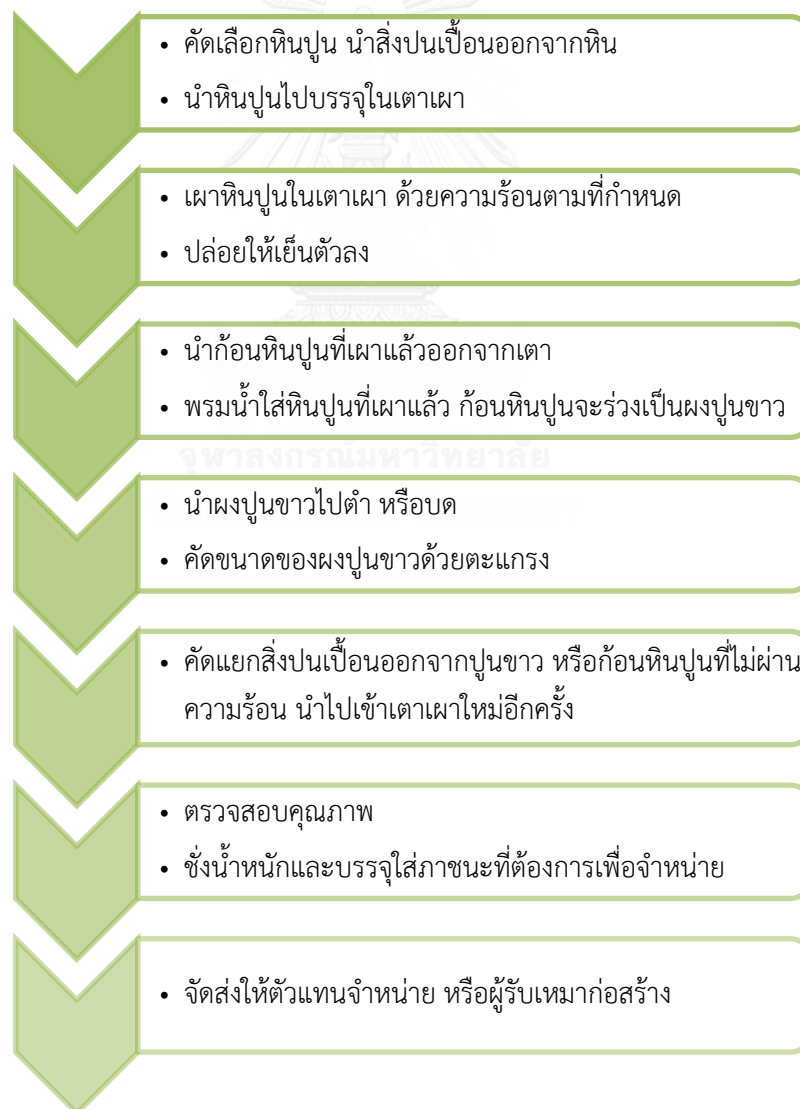 • คัดเลือกหินปูน นำสิ่งปนเปื้อนออกจากหิน
• นำหินปูนไปบรรจุในเตาเผา
• เผาหินปูนในเตาเผา ด้วยความร้อนตามที่กำหนด
• ปล่อยให้เย็นตัวลง
• นำก้อนหินปูนที่เผาแล้วออกจากเตา
• พรมน้ำใส่หินปูนที่เผาแล้ว ก้อนหินปูนจะร่วงเป็นผงปูนขาว
จุฬาลงกรณ์มหาวิทยาลัย
• นำผงปูนขาวไปตำ หรือบด
• คัดขนาดของผงปูนขาวด้วยตะแกรง
• คัดแยกสิ่งปนเปื้อนออกจากปูนขาว หรือก้อนหินปูนที่ไม่ผ่าน
ความร้อน นำไปเข้าเตาเผาใหม่อีกครั้ง
• ตรวจสอบคุณภาพ
• ชั่งน้ำหนักและบรรจุใส่ภาชนะที่ต้องการเพื่อจำหน่าย
• จัดส่งให้ตัวแทนจำหน่าย หรือผู้รับเหมาก่อสร้าง